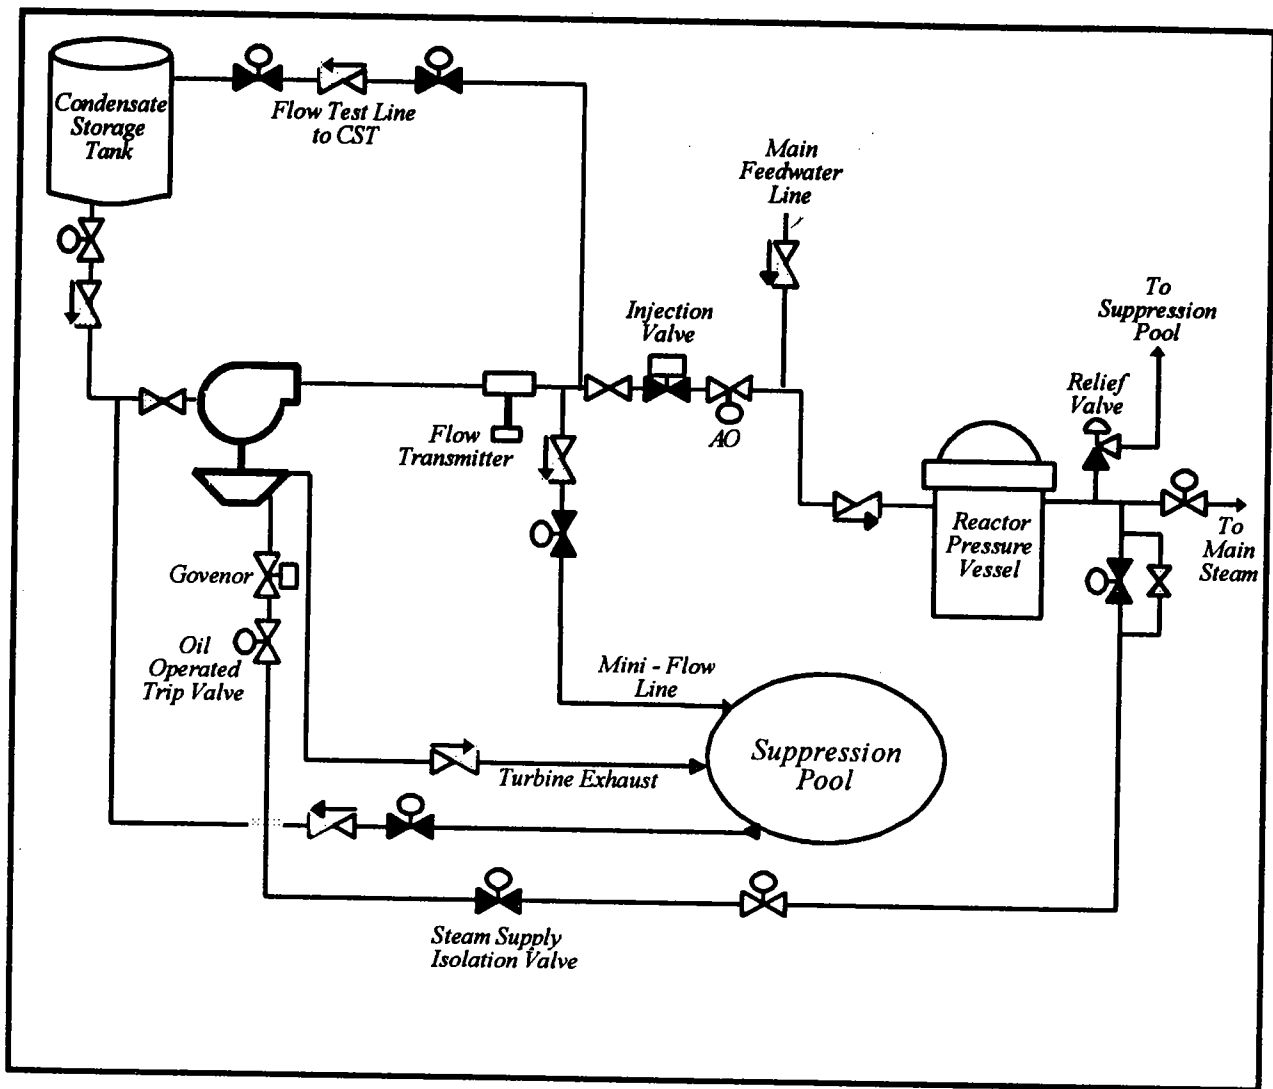 Condensate
Storage
Tank
Flow Test Line
to CST
Main
Feedwater
Line
To
Suppression
Pool
Injection
Valve
Relief
Valve
Flow
Transmitter
AO
Reactor
Pressure
Vessel
To
Main
Steam
Govenor
Oil
Operated
Trip Valve
Mini - Flow
Line
Suppression
Pool
Turbine Exhaust
Steam Supply
Isolation Valve